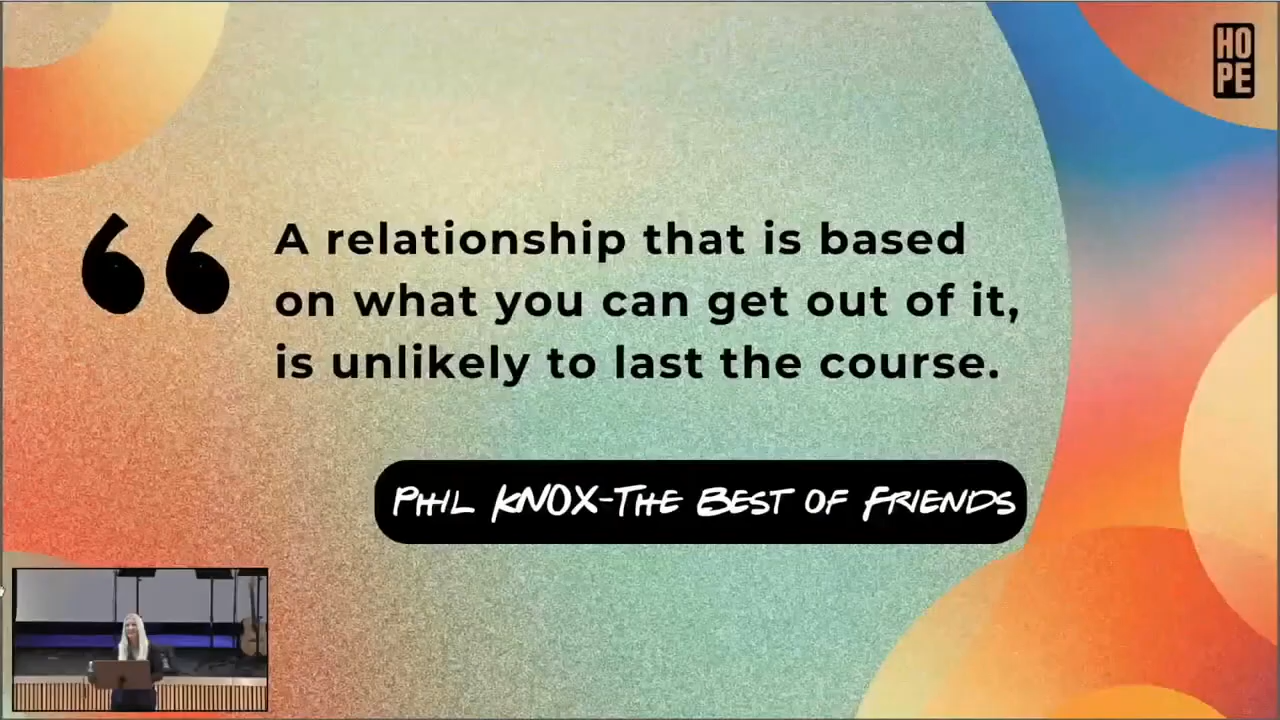 HO
PE
A relationship that is based
on what you can get out of it,
is unlikely to last the course.
PHIL KNOX-THE BEST OF FRIENDS